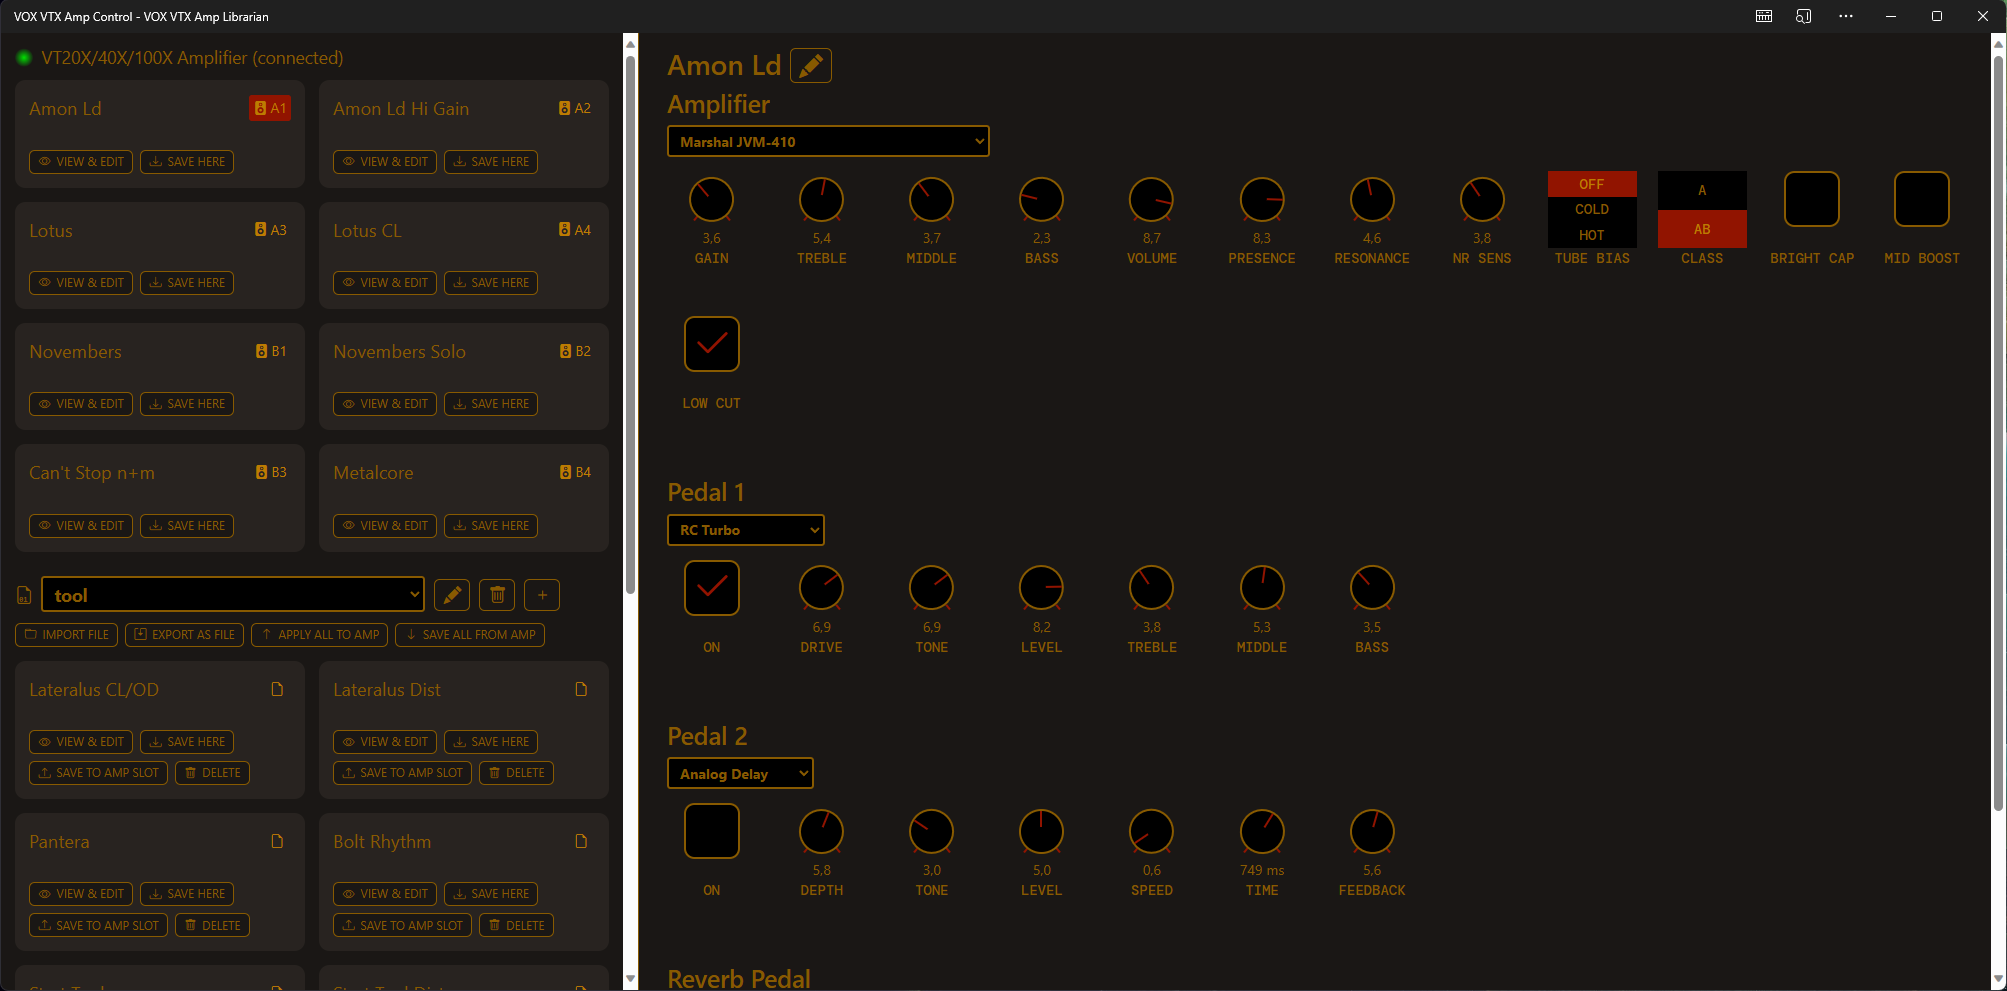 VOX VTX Amp Control - VOX VTX Amp Librarian
VT20X/40X/100X Amplifier (connected)
Amon Ld A1
VIEW & EDIT SAVE HERE
Amon Ld Hi Gain A2
VIEW & EDIT SAVE HERE
Lotus A3
VIEW & EDIT SAVE HERE
Lotus CL A4
VIEW & EDIT SAVE HERE
Novembers B1
VIEW & EDIT SAVE HERE
Novembers Solo B2
VIEW & EDIT SAVE HERE
Can't Stop n+m B3
VIEW & EDIT SAVE HERE
Metalcore B4
VIEW & EDIT SAVE HERE
tool
IMPORT FILE EXPORT AS FILE APPLY ALL TO AMP SAVE ALL FROM AMP
Lateralus CL/OD
VIEW & EDIT SAVE HERE
SAVE TO AMP SLOT DELETE
Lateralus Dist
VIEW & EDIT SAVE HERE
SAVE TO AMP SLOT DELETE
Pantera
VIEW & EDIT SAVE HERE
SAVE TO AMP SLOT DELETE
Bolt Rhythm
VIEW & EDIT SAVE HERE
SAVE TO AMP SLOT DELETE
Amon Ld
Amplifier
Marshal JVM-410
3,6 5,4 3,7 2,3 8,7 8,3 4,6 3,8
GAIN TREBLE MIDDLE BASS VOLUME PRESENCE RESONANCE NR SENS
OFF
COLD
HOT
TUBE BIAS
A
AB
CLASS
BRIGHT CAP
MID BOOST
LOW CUT
Pedal 1
RC Turbo
6,9 6,9 8,2 3,8 5,3 3,5
ON DRIVE TONE LEVEL TREBLE MIDDLE BASS
Pedal 2
Analog Delay
5,8 3,0 5,0 0,6 749 ms 5,6
ON DEPTH TONE LEVEL SPEED TIME FEEDBACK
Reverb Pedal